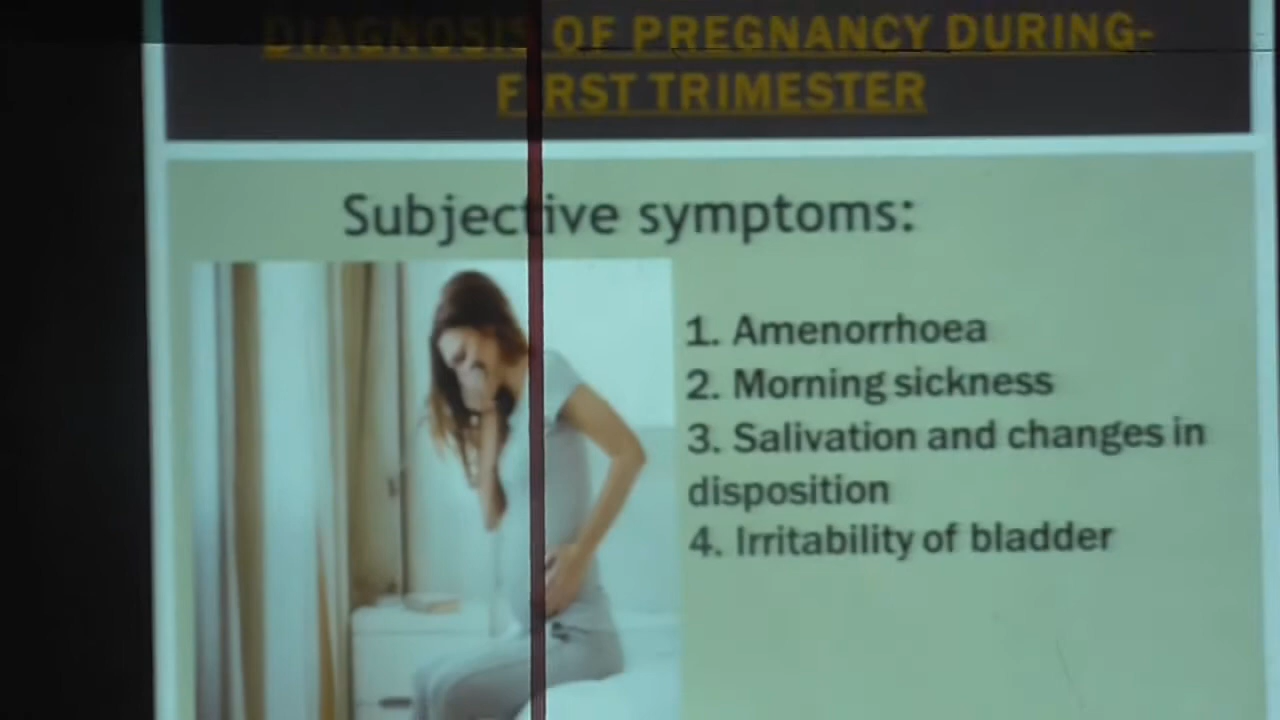 DIAGNOSIS OF PREGNANCY DURING-
FIRST TRIMESTER
Subjective symptoms:
1. Amenorrhoea
2. Morning sickness
3. Salivation and changes in
disposition
4. Irritability of bladder